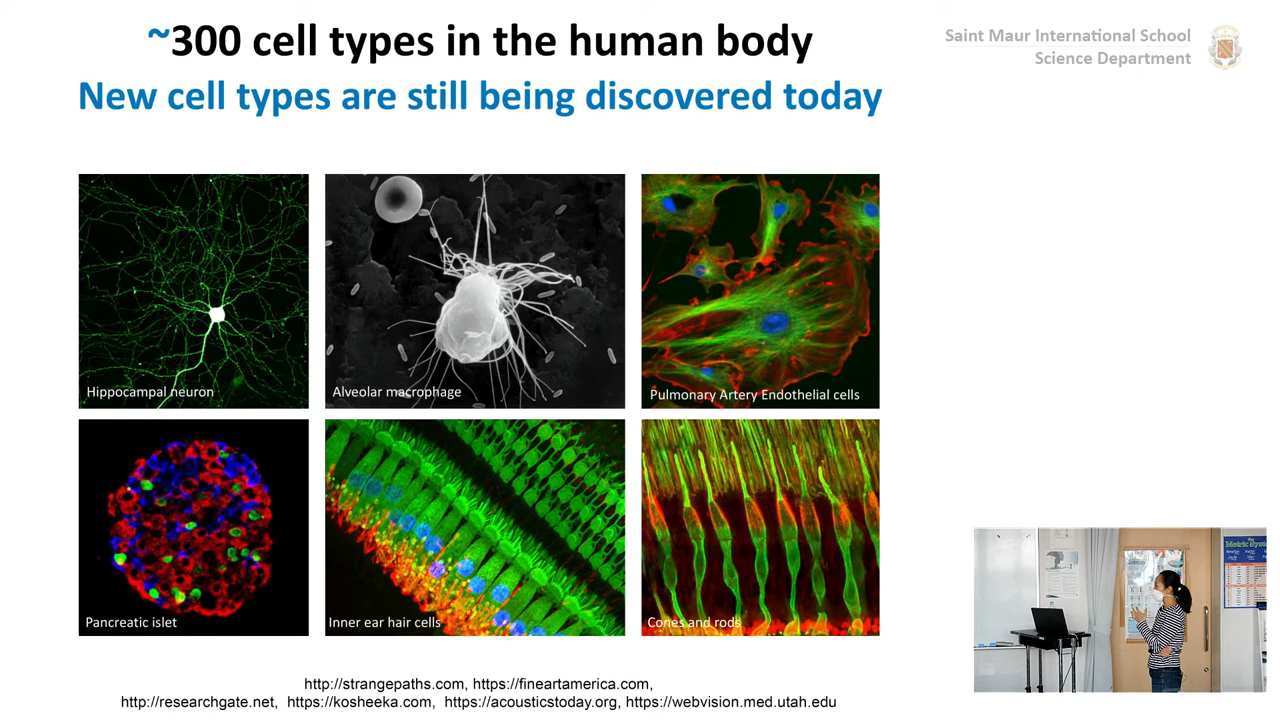 ~300 cell types in the human body
New cell types are still being discovered today
Saint Maur International School
Science Department
Hippocampal neuron
Alveolar macrophage
Pulmonary Artery Endothelial cells
Pancreatic islet
Inner ear hair cells
Cones and rods
http://strangepaths.com, https://fineartamerica.com,
http://researchgate.net, https://kosheeka.com, https://acousticstoday.org, https://webvision.med.utah.edu
the
Metric